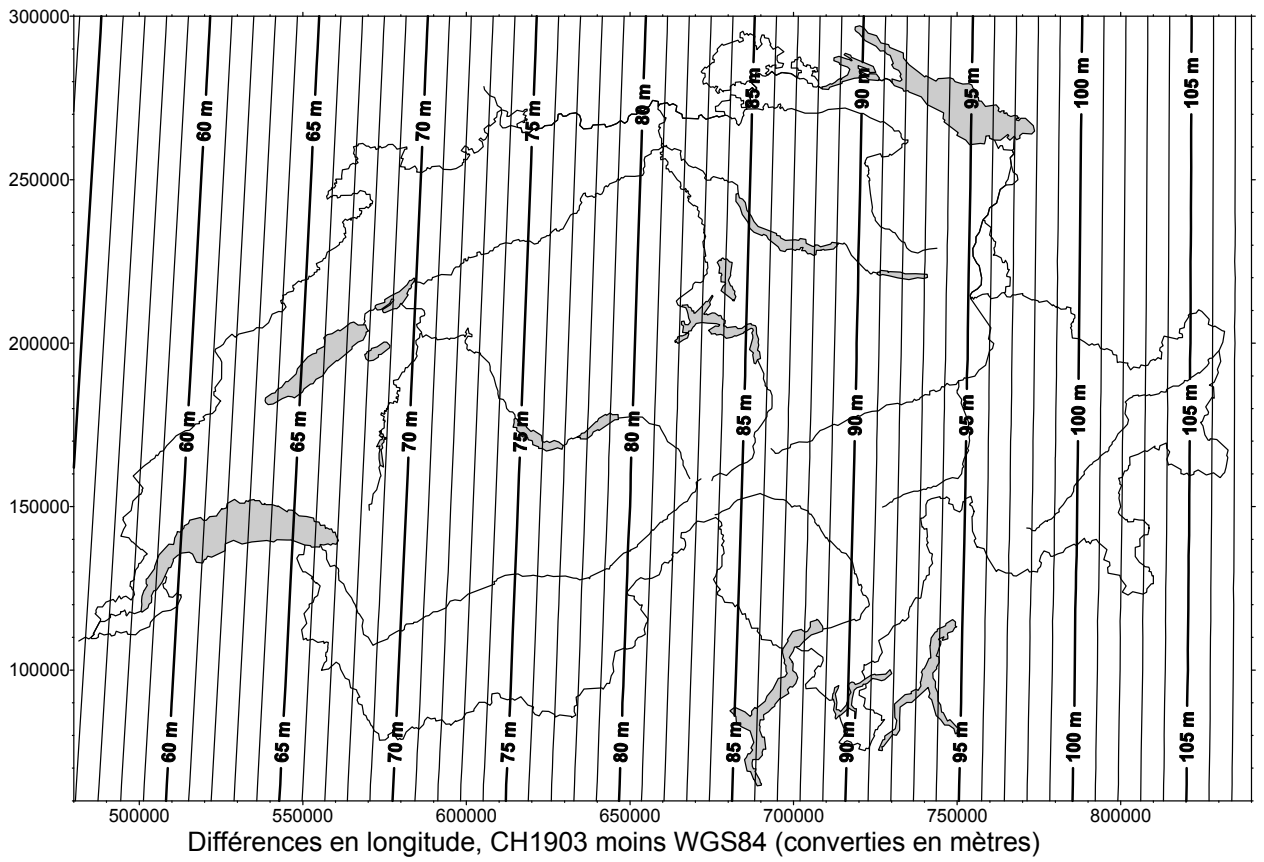 300000
250000
200000
150000
100000
60 m
65 m
70 m
75 m
80 m
85 m
90 m
95 m
100 m
105 m
60 m
65 m
70 m
75 m
80 m
85 m
90 m
95 m
100 m
105 m
60 m
65 m
70 m
75 m
80 m
85 m
90 m
95 m
100 m
105 m
500000 550000 600000 650000 700000 750000 800000
Différences en longitude, CH1903 moins WGS84 (converties en mètres)